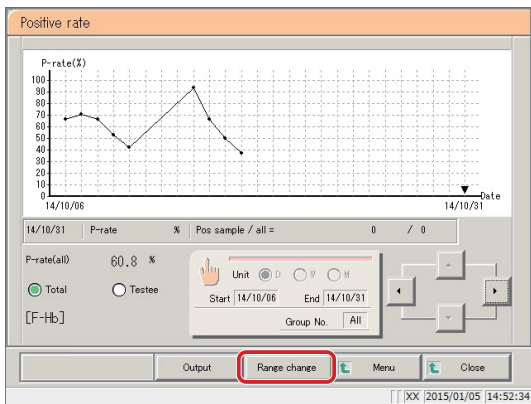 Positive rate
P-rate(%)
100
90
80
70
60
50
40
30
20
10
0
Date
14/10/06 14/10/31
14/10/31 P-rate % Pos sample / all = 0 / 0
P-rate(all) 60.8 %
Total Testee
[F-Hb]
Unit D W M
Start 14/10/06 End 14/10/31
Group No. All
Output Range change Menu Close
XX 2015/01/05 14:52:34